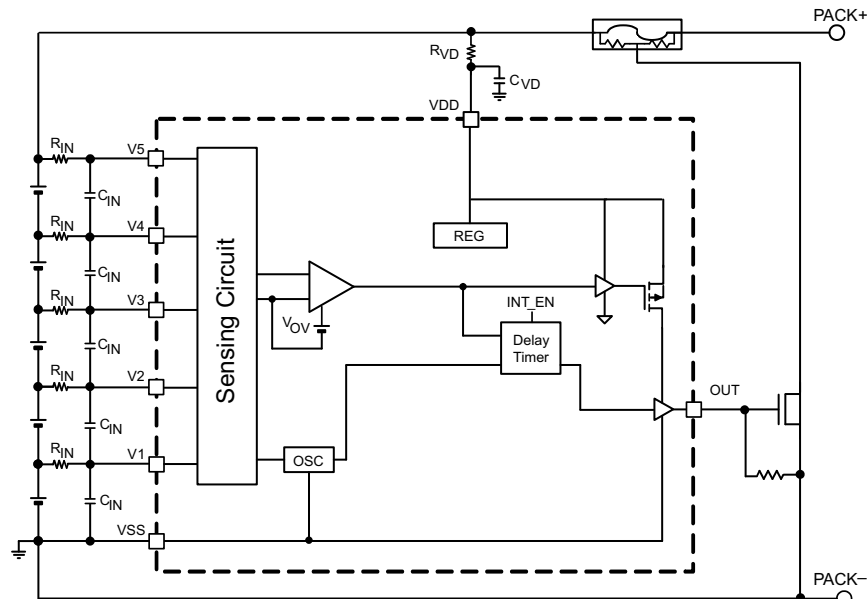 PACK+
RVD
CVD
VDD
RIN
V5
CIN
RIN
V4
CIN
RIN
V3
CIN
RIN
V2
CIN
RIN
V1
CIN
VSS
Sensing Circuit
REG
VOV
INT_EN
Delay
Timer
OSC
OUT
PACK–